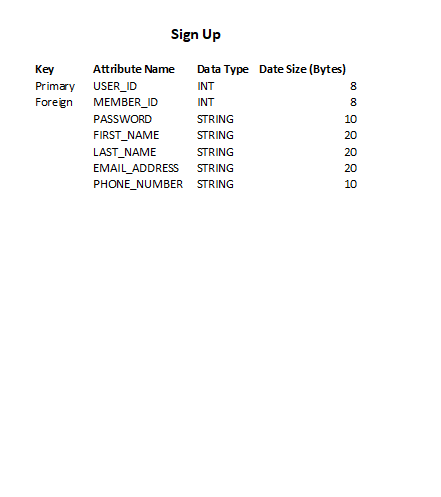 Sign Up
Key Attribute Name Data Type Date Size (Bytes)
Primary USER_ID INT 8
Foreign MEMBER_ID INT 8
PASSWORD STRING 10
FIRST_NAME STRING 20
LAST_NAME STRING 20
EMAIL_ADDRESS STRING 20
PHONE_NUMBER STRING 10